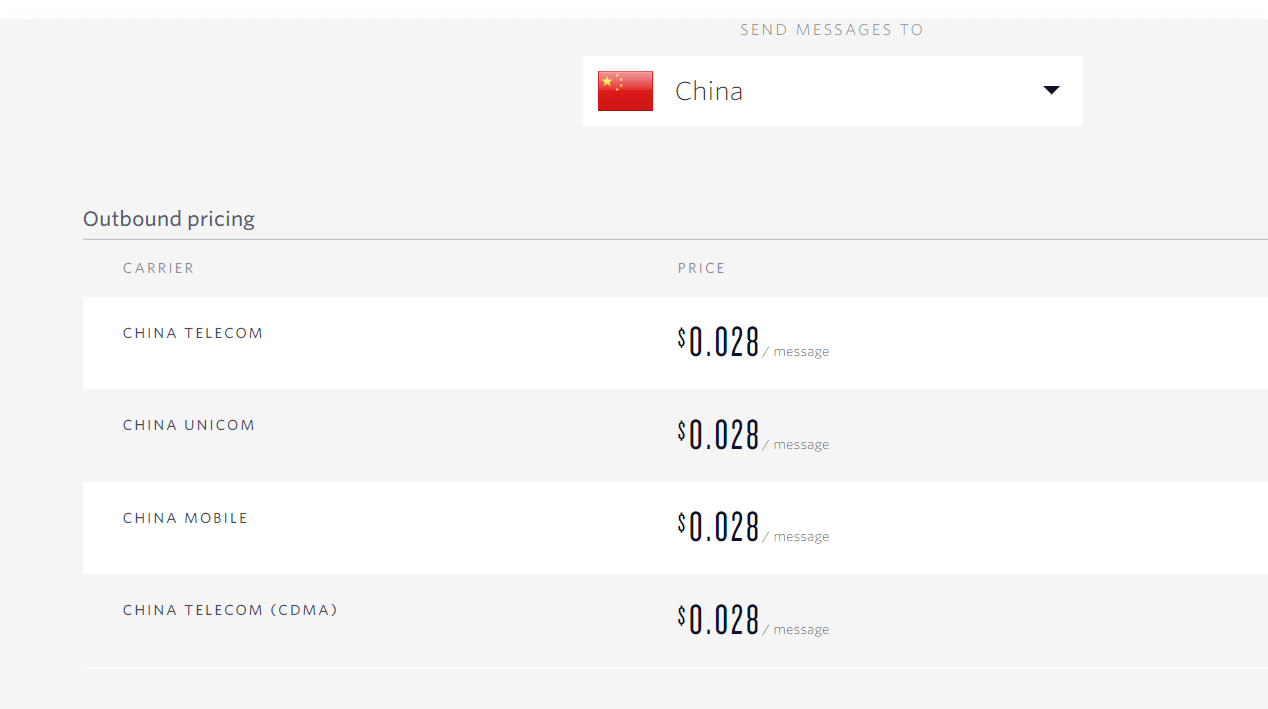 SEND MESSAGES TO
China
Outbound pricing
CARRIER PRICE
CHINA TELECOM $0.028 / message
CHINA UNICOM $0.028 / message
CHINA MOBILE $0.028 / message
CHINA TELECOM (CDMA) $0.028 / message